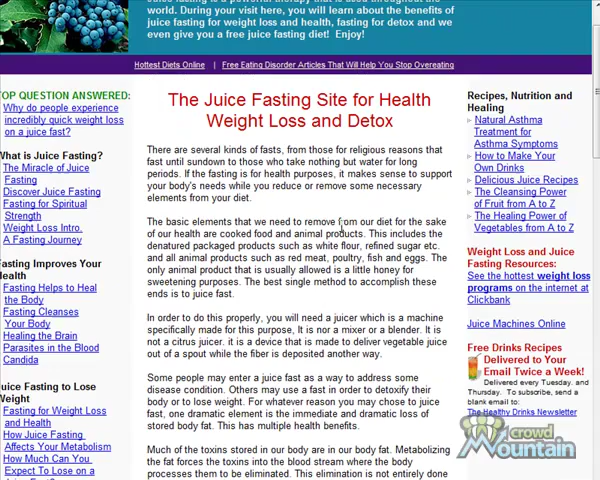 juice fasting is a powerful therapy that is used throughout the
world. During your visit here, you will learn about the benefits of
juice fasting for weight loss and health, fasting for detox and we
even give you a free juice fasting diet!  Enjoy!
Hottest Diets Online | Free Eating Disorder Articles That Will Help You Stop Overeating
TOP QUESTION ANSWERED:
Why do people experience
incredibly quick weight loss
on a juice fast?
What is Juice Fasting?
The Miracle of Juice
Fasting
Discover Juice Fasting
Fasting for Spiritual
Strength
Weight Loss Intro.
A Fasting Journey
Fasting Improves Your
Health
Fasting Helps to Heal
the Body
Fasting Cleanses
Your Body
Healing the Brain
Parasites in the Blood
Candida
Juice Fasting to Lose
Weight
Fasting for Weight Loss
and Health
How Juice Fasting
Affects Your Metabolism
How Much Can You
Expect To Lose on a
The Juice Fasting Site for Health
Weight Loss and Detox
There are several kinds of fasts, from those for religious reasons that
fast until sundown to those who take nothing but water for long
periods. If the fasting is for health purposes, it makes sense to support
your body's needs while you reduce or remove some necessary
elements from your diet.
The basic elements that we need to remove from our diet for the sake
of our health are cooked food and animal products. This includes the
denatured packaged products such as white flour, refined sugar etc.
and all animal products such as red meat, poultry, fish and eggs. The
only animal product that is usually allowed is a little honey for
sweetening purposes. The best single method to accomplish these
ends is to juice fast.
In order to do this properly, you will need a juicer which is a machine
specifically made for this purpose, It is nor a mixer or a blender. It is
not a citrus juicer. it is a device that is made to deliver vegetable juice
out of a spout while the fiber is deposited another way.
Some people may enter a juice fast as a way to address some
disease condition. Others may use a fast in order to detoxify their
body or to lose weight. For whatever reason you may chose to juice
fast, one dramatic element is the immediate and dramatic loss of
stored body fat. This has multiple health benefits.
Much of the toxins stored in our body are in our body fat. Metabolizing
the fat forces the toxins into the blood stream where the body
processes them to be eliminated. This elimination is not entirely done
Recipes, Nutrition and
Healing
Natural Asthma
Treatment for
Asthma Symptoms
How to Make Your
Own Drinks
Delicious Juice Recipes
The Cleansing Power
of Fruit from A to Z
The Healing Power of
Vegetables from A to Z
Weight Loss and Juice
Fasting Resources:
See the hottest weight loss
programs on the internet at
Clickbank
Juice Machines Online
Free Drinks Recipes
Delivered to Your
Email Twice a Week!
Delivered every Tuesday. and
Thursday. To subscribe, send a
blank email to:
The Healthy Drinks Newsletter
crowd
Mountain